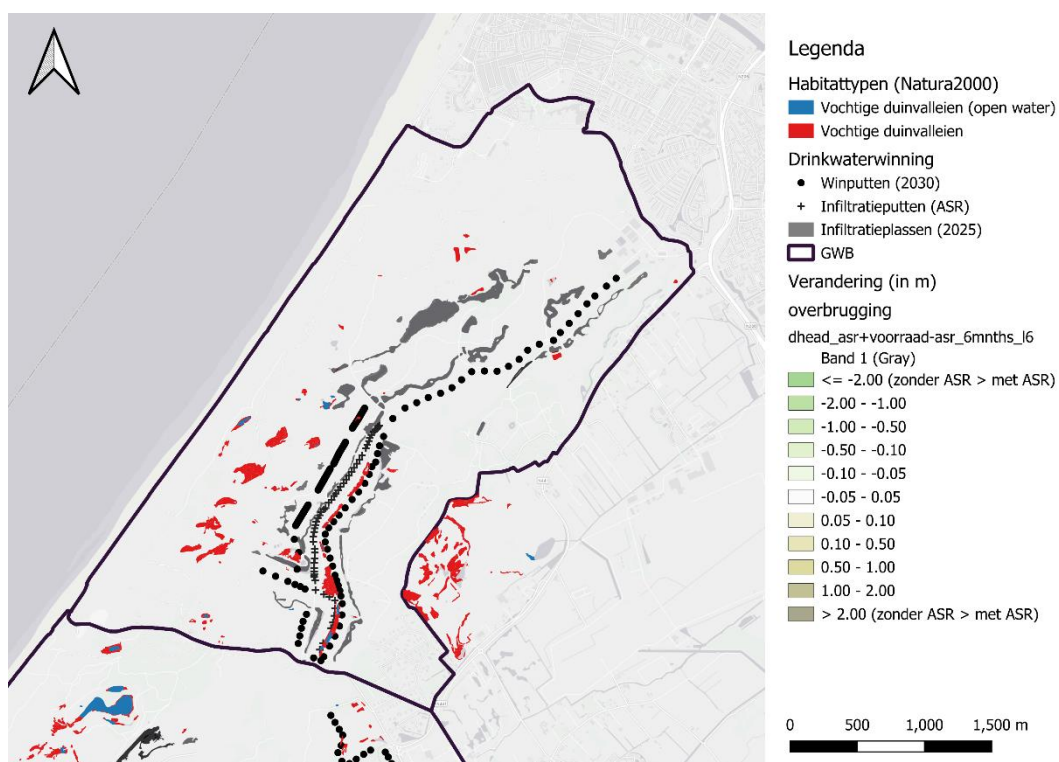 Legenda
Habitattypen (Natura2000)
Vochtige duinvalleien (open water)
Vochtige duinvalleien
Drinkwaterwinning
Winputten (2030)
Infiltratieputten (ASR)
Infiltratieplassen (2025)
GWB
Verandering (in m)
overbrugging
dhead_asr+voorraad-asr_6mnths_l6
Band 1 (Gray)
<= -2.00 (zonder ASR > met ASR)
-2.00 - -1.00
-1.00 - -0.50
-0.50 - -0.10
-0.10 - -0.05
-0.05 - 0.05
0.05 - 0.10
0.10 - 0.50
0.50 - 1.00
1.00 - 2.00
> 2.00 (zonder ASR > met ASR)
0 500 1,000 1,500 m